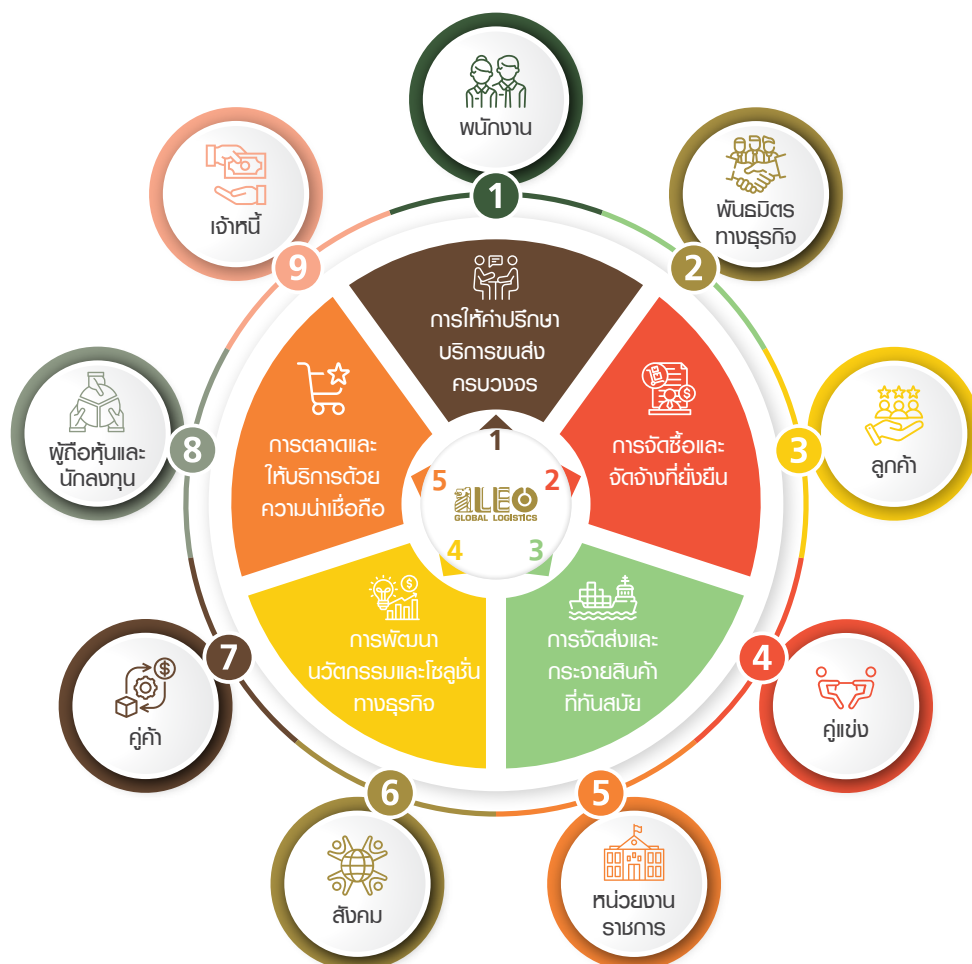 1
พนักงาน
2
พันธมิตร
ทางธุรกิจ
3
ลูกค้า
4
คู่แข่ง
5
หน่วยงาน
ราชการ
6
สังคม
7
คู่ค้า
8
ผู้ถือหุ้นและ
นักลงทุน
9
เจ้าหนี้
1
การให้คำปรึกษา
บริการขนส่ง
ครบวงจร
2
การจัดซื้อและ
จัดจ้างที่ยั่งยืน
3
การจัดส่งและ
กระจายสินค้า
ที่ทันสมัย
4
การพัฒนา
นวัตกรรมและโซลูชั่น
ทางธุรกิจ
5
การตลาดและ
ให้บริการด้วย
ความน่าเชื่อถือ
LEO
GLOBAL LOGISTICS